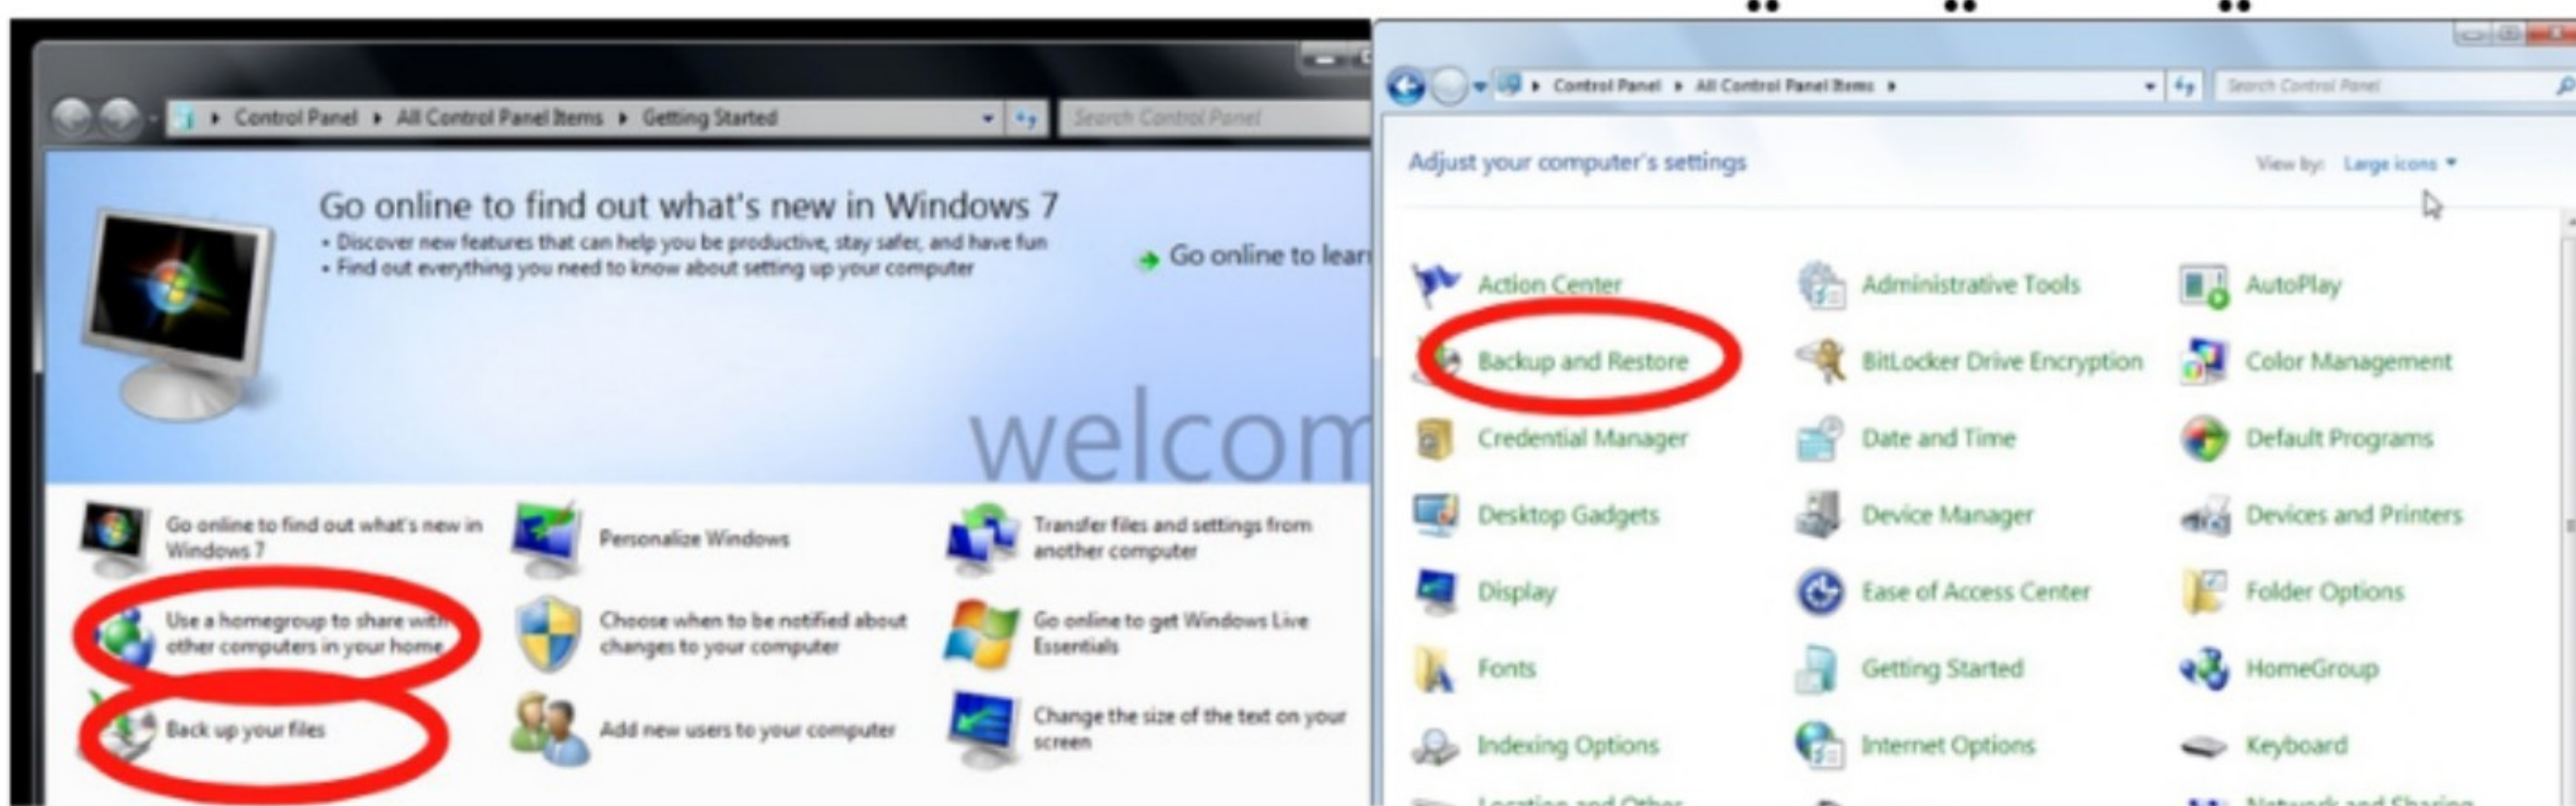 Control Panel ▸ All Control Panel Items ▸ Getting Started
Search Control Panel
Go online to find out what's new in Windows 7
• Discover new features that can help you be productive, stay safer, and have fun
• Find out everything you need to know about setting up your computer
Go online to lear
welcom
Go online to find out what's new in
Windows 7
Personalize Windows
Transfer files and settings from
another computer
Use a homegroup to share with
other computers in your home
Choose when to be notified about
changes to your computer
Go online to get Windows Live
Essentials
Back up your files
Add new users to your computer
Change the size of the text on your
screen
Control Panel ▸ All Control Panel Items ▸
Search Control Panel
Adjust your computer's settings
View by: Large icons
Action Center
Administrative Tools
AutoPlay
Backup and Restore
BitLocker Drive Encryption
Color Management
Credential Manager
Date and Time
Default Programs
Desktop Gadgets
Device Manager
Devices and Printers
Display
Ease of Access Center
Folder Options
Fonts
Getting Started
HomeGroup
Indexing Options
Internet Options
Keyboard
Location and Other
Network and Sharing